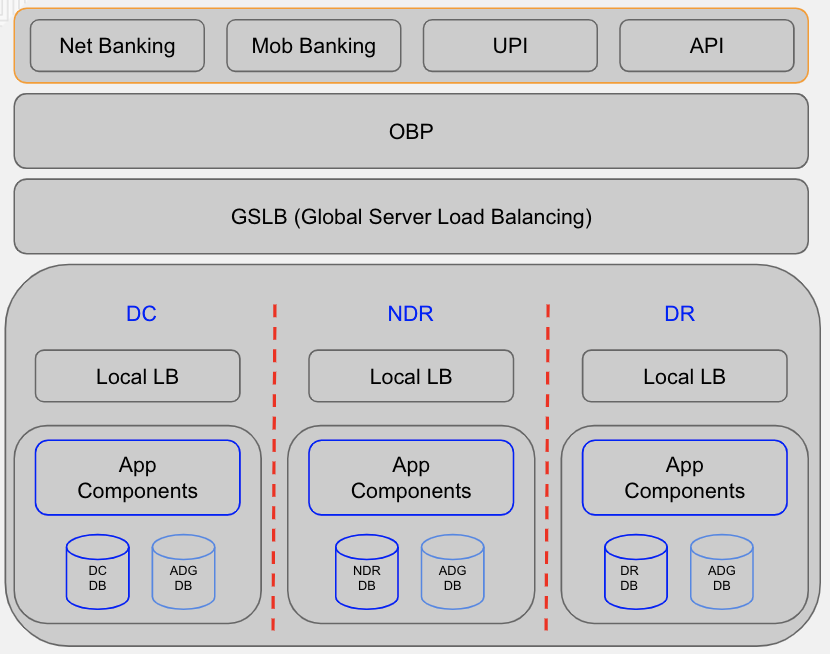 Net Banking
Mob Banking
UPI
API
OBP
GSLB (Global Server Load Balancing)
DC
NDR
DR
Local LB
Local LB
Local LB
App
Components
App
Components
App
Components
DC
DB
ADG
DB
NDR
DB
ADG
DB
DR
DB
ADG
DB